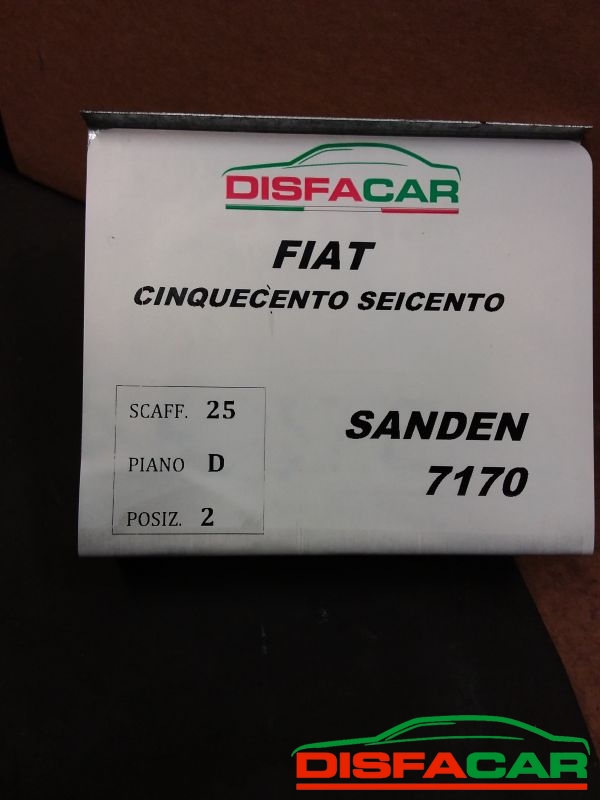 DISFACAR
FIAT
CINQUECENTO SEICENTO
SCAFF. 25
PIANO D
POSIZ. 2
SANDEN
7170
DISFACAR